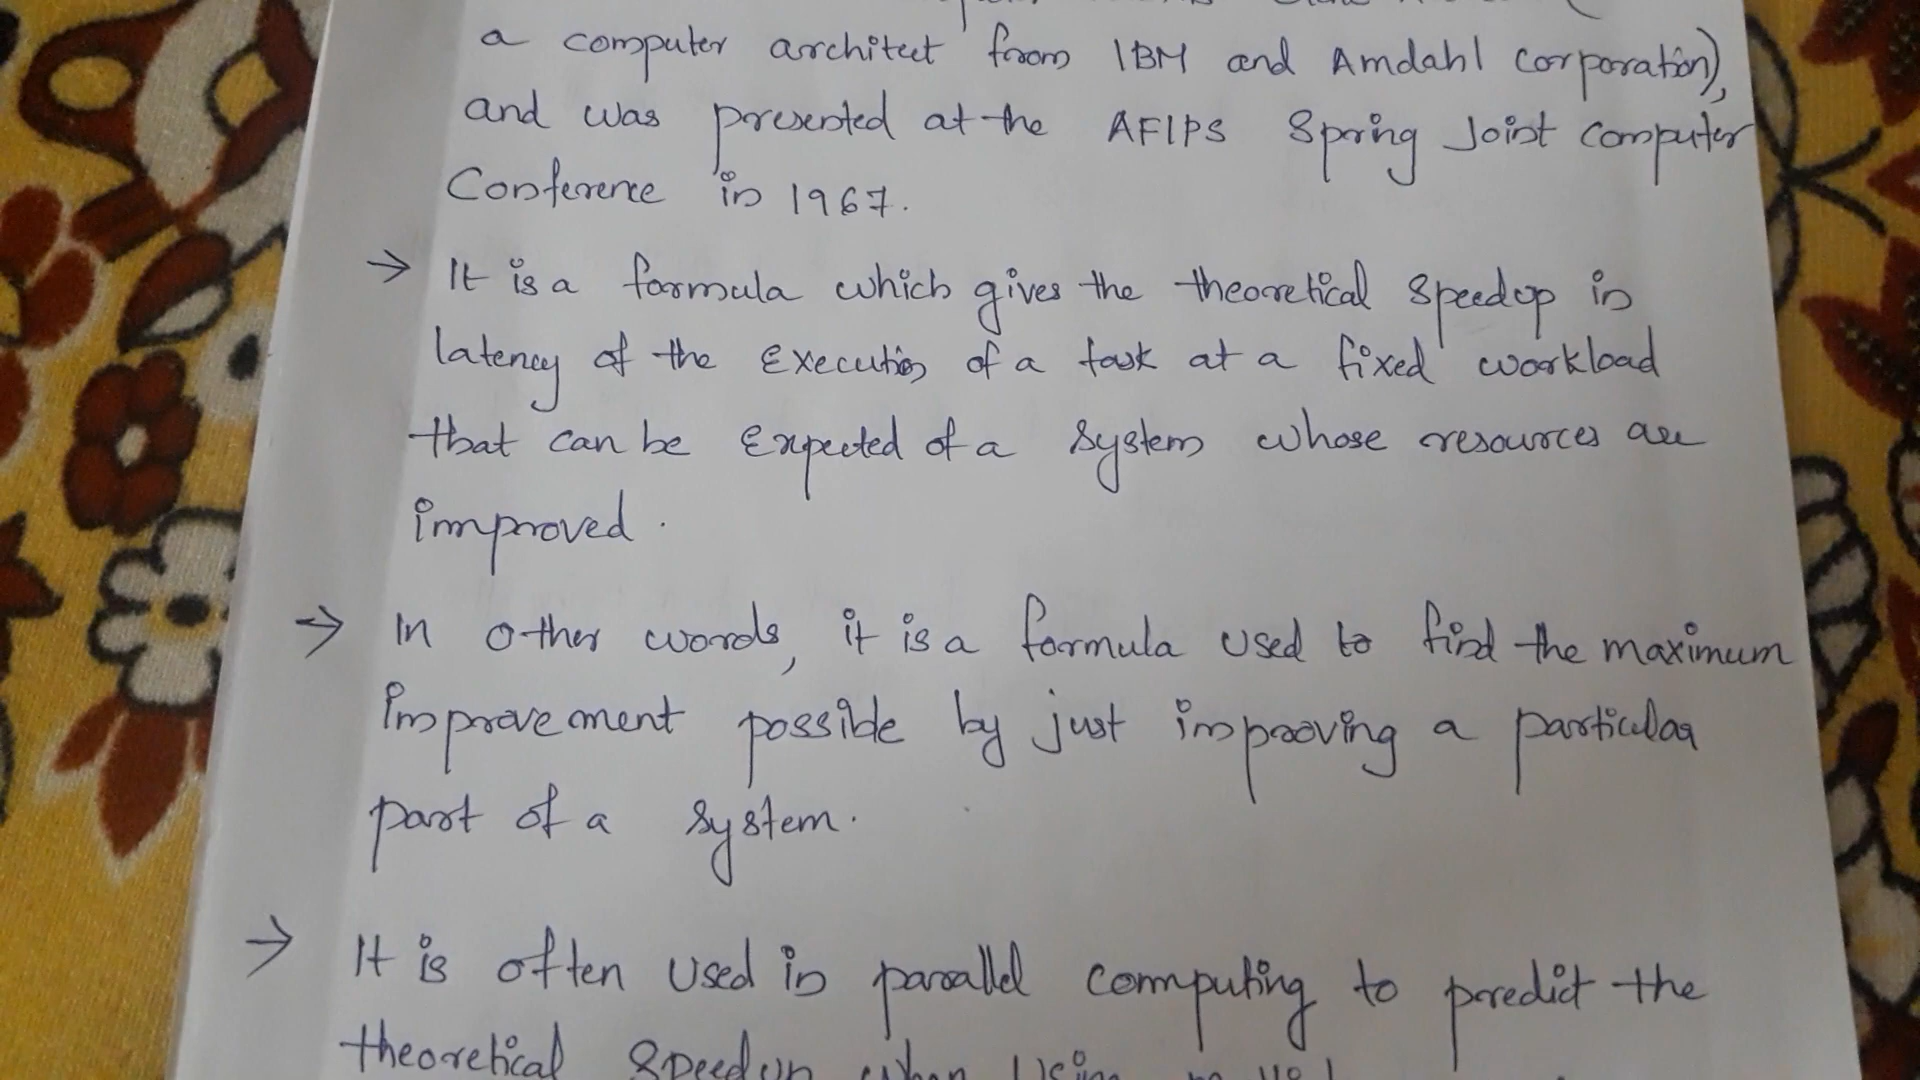 a computer architect from IBM and Amdahl Corporation),
and was presented at the AFIPS Spring Joint Computer
Conference in 1967.
→ It is a formula which gives the theoretical speedup in
latency of the Execution of a task at a fixed workload
that can be Expected of a system whose resources are
improved.
→ In other words, it is a formula used to find the maximum
improvement possible by just improving a particular
part of a system.
→ It is often used in parallel computing to predict the
theoretical speedup when using